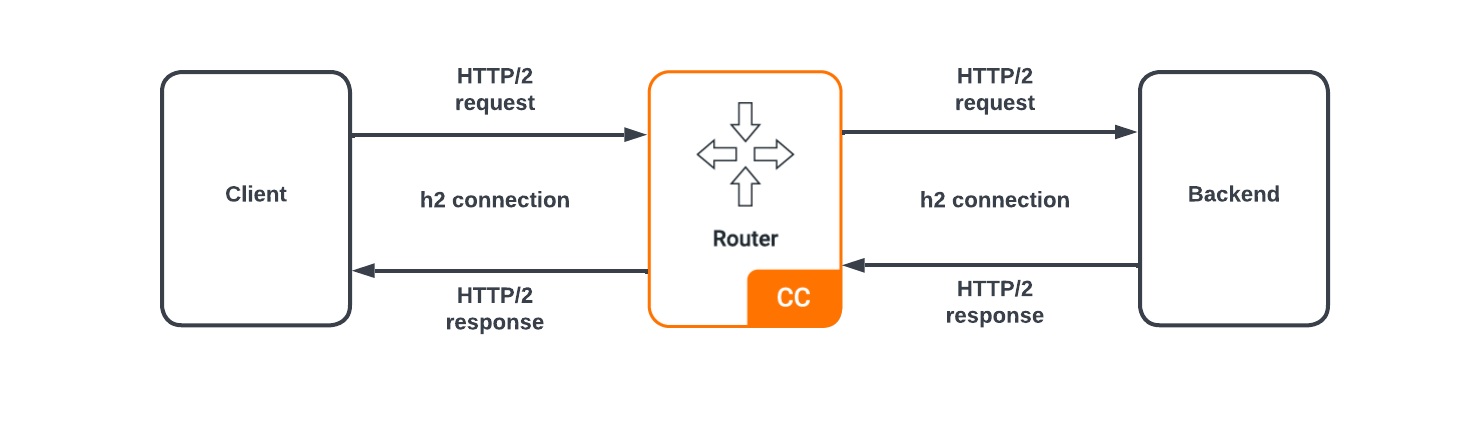 HTTP/2
request
HTTP/2
request
Client
h2 connection
h2 connection
Backend
Router
CC
HTTP/2
response
HTTP/2
response